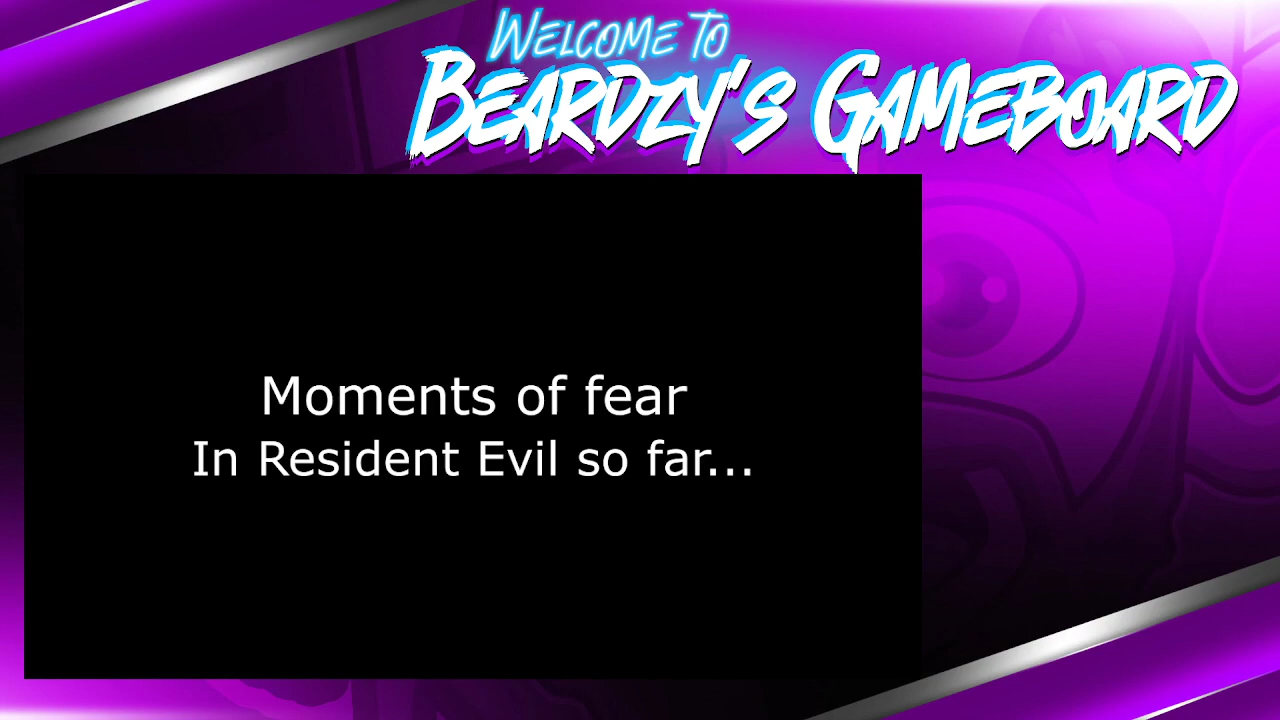 Welcome To
Beardzy's Gameboard
Moments of fear
In Resident Evil so far...